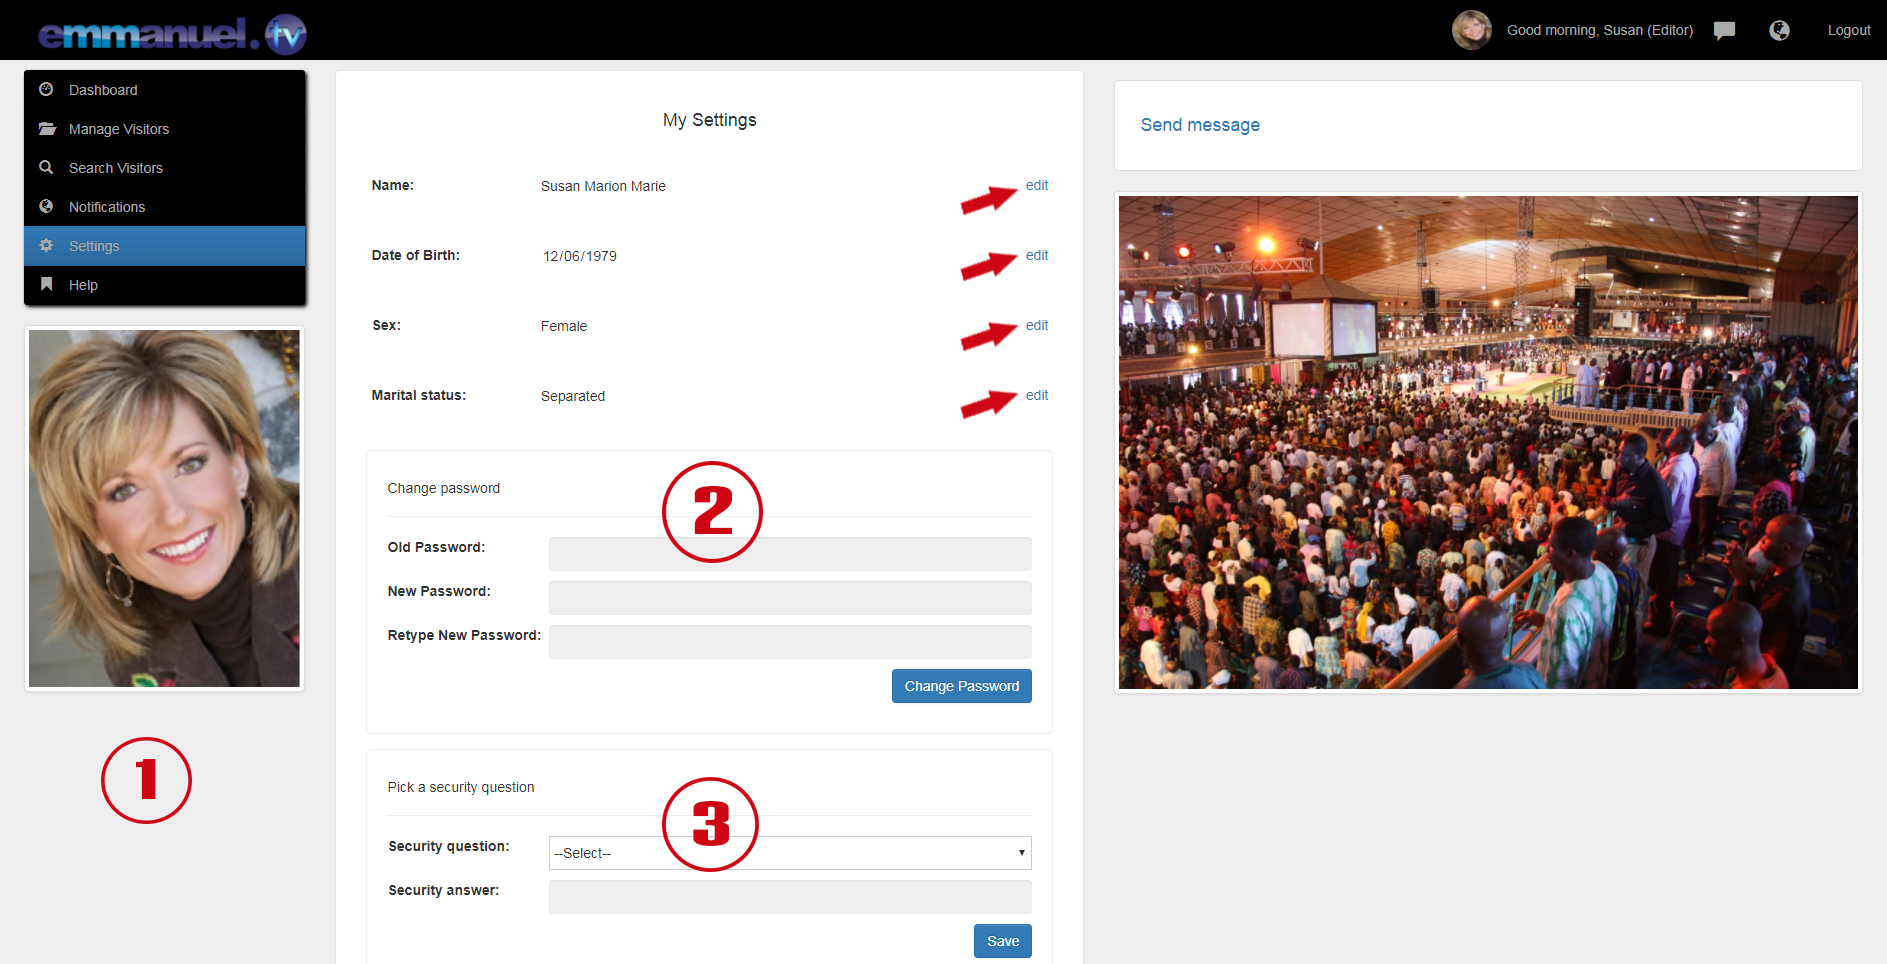 emmanuel.tv
Good morning, Susan (Editor)
Logout
Dashboard
Manage Visitors
Search Visitors
Notifications
Settings
Help
1
My Settings
Name: Susan Marion Marie edit
Date of Birth: 12/06/1979 edit
Sex: Female edit
Marital status: Separated edit
Change password
2
Old Password:
New Password:
Retype New Password:
Change Password
Pick a security question
3
Security question: --Select--
Security answer:
Save
Send message